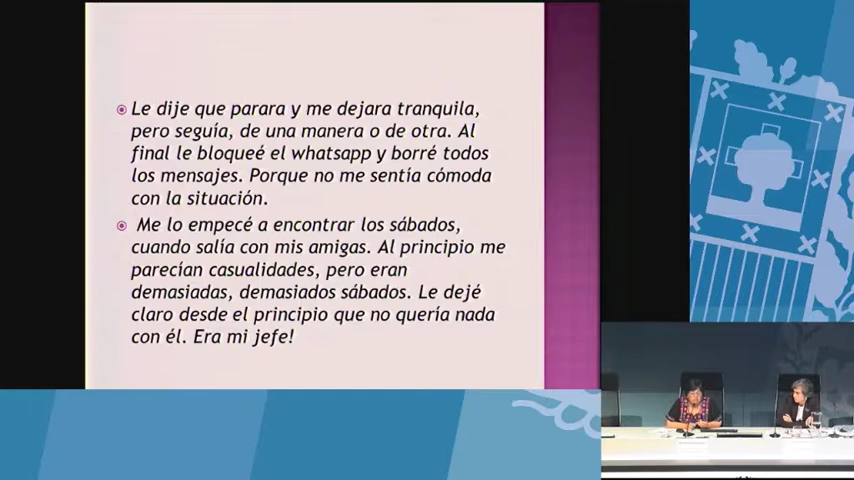 Le dije que parara y me dejara tranquila,
pero seguía, de una manera o de otra. Al
final le bloqueé el whatsapp y borré todos
los mensajes. Porque no me sentía cómoda
con la situación.
Me lo empecé a encontrar los sábados,
cuando salía con mis amigas. Al principio me
parecían casualidades, pero eran
demasiadas, demasiados sábados. Le dejé
claro desde el principio que no quería nada
con él. Era mi jefe!